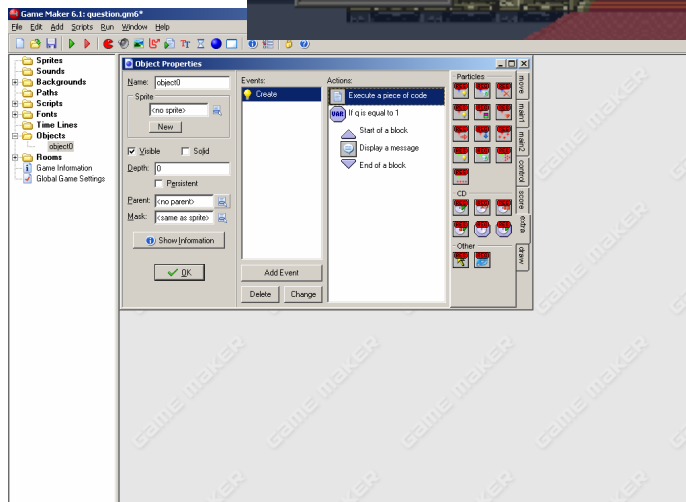 Game Maker 6.1: question.gm6*
File Edit Add Scripts Run Window Help
Sprites
Sounds
Backgrounds
Paths
Scripts
Fonts
Time Lines
Objects
object0
Rooms
Game Information
Global Game Settings
Object Properties
Name: object0
Sprite
<no sprite>
New
Visible Solid
Depth: 0
Persistent
Parent: <no parent>
Mask: <same as sprite>
Show Information
OK
Events:
Create
Add Event
Delete Change
Actions:
Execute a piece of code
If q is equal to 1
Start of a block
Display a message
End of a block
Particles
CD
Other
move
main1
main2
control
score
extra
draw
VAR
GAME MAKER